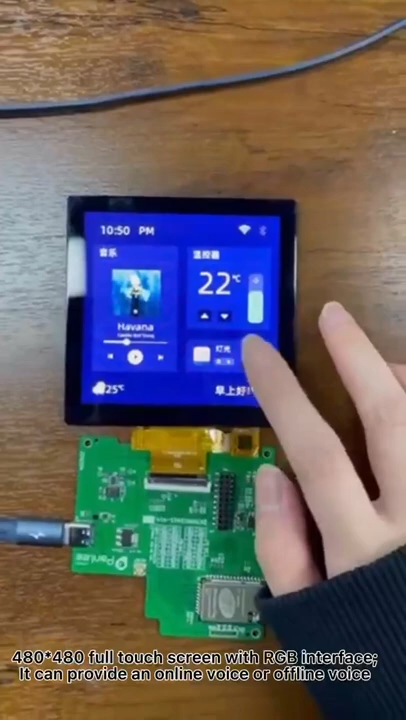 10:50 PM
音乐
温控器
22℃
Havana
灯光
25℃
早上好!
PanLee
480*480 full touch screen with RGB interface;
It can provide an online voice or offline voice